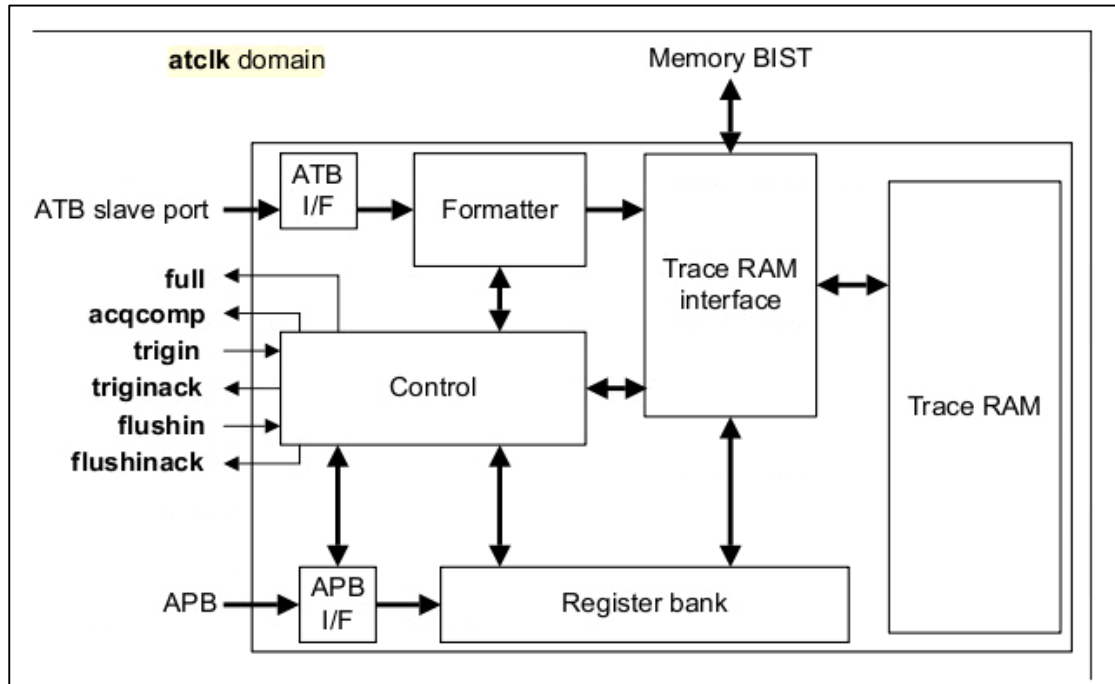 atclk domain
Memory BIST
ATB
I/F
Formatter
ATB slave port
Trace RAM
interface
full
acqcomp
trigin
triginack
flushin
flushinack
Control
Trace RAM
APB
APB
I/F
Register bank